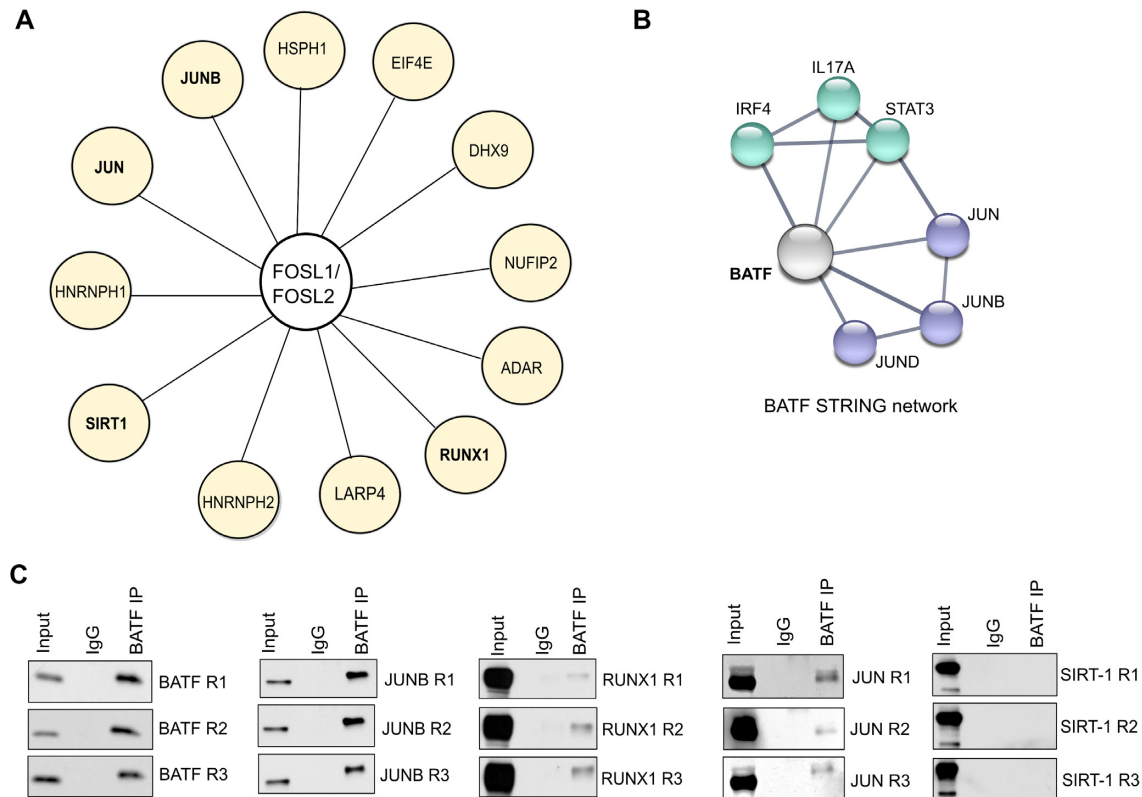 A
HSPH1
EIF4E
JUNB
DHX9
JUN
FOSL1/
FOSL2
NUFIP2
HNRNPH1
ADAR
SIRT1
RUNX1
HNRNPH2
LARP4
B
IL17A
IRF4
STAT3
JUN
BATF
JUNB
JUND
BATF STRING network
C
Input
IgG
BATF IP
BATF R1
BATF R2
BATF R3
Input
IgG
BATF IP
JUNB R1
JUNB R2
JUNB R3
Input
IgG
BATF IP
RUNX1 R1
RUNX1 R2
RUNX1 R3
Input
IgG
BATF IP
JUN R1
JUN R2
JUN R3
Input
IgG
BATF IP
SIRT-1 R1
SIRT-1 R2
SIRT-1 R3